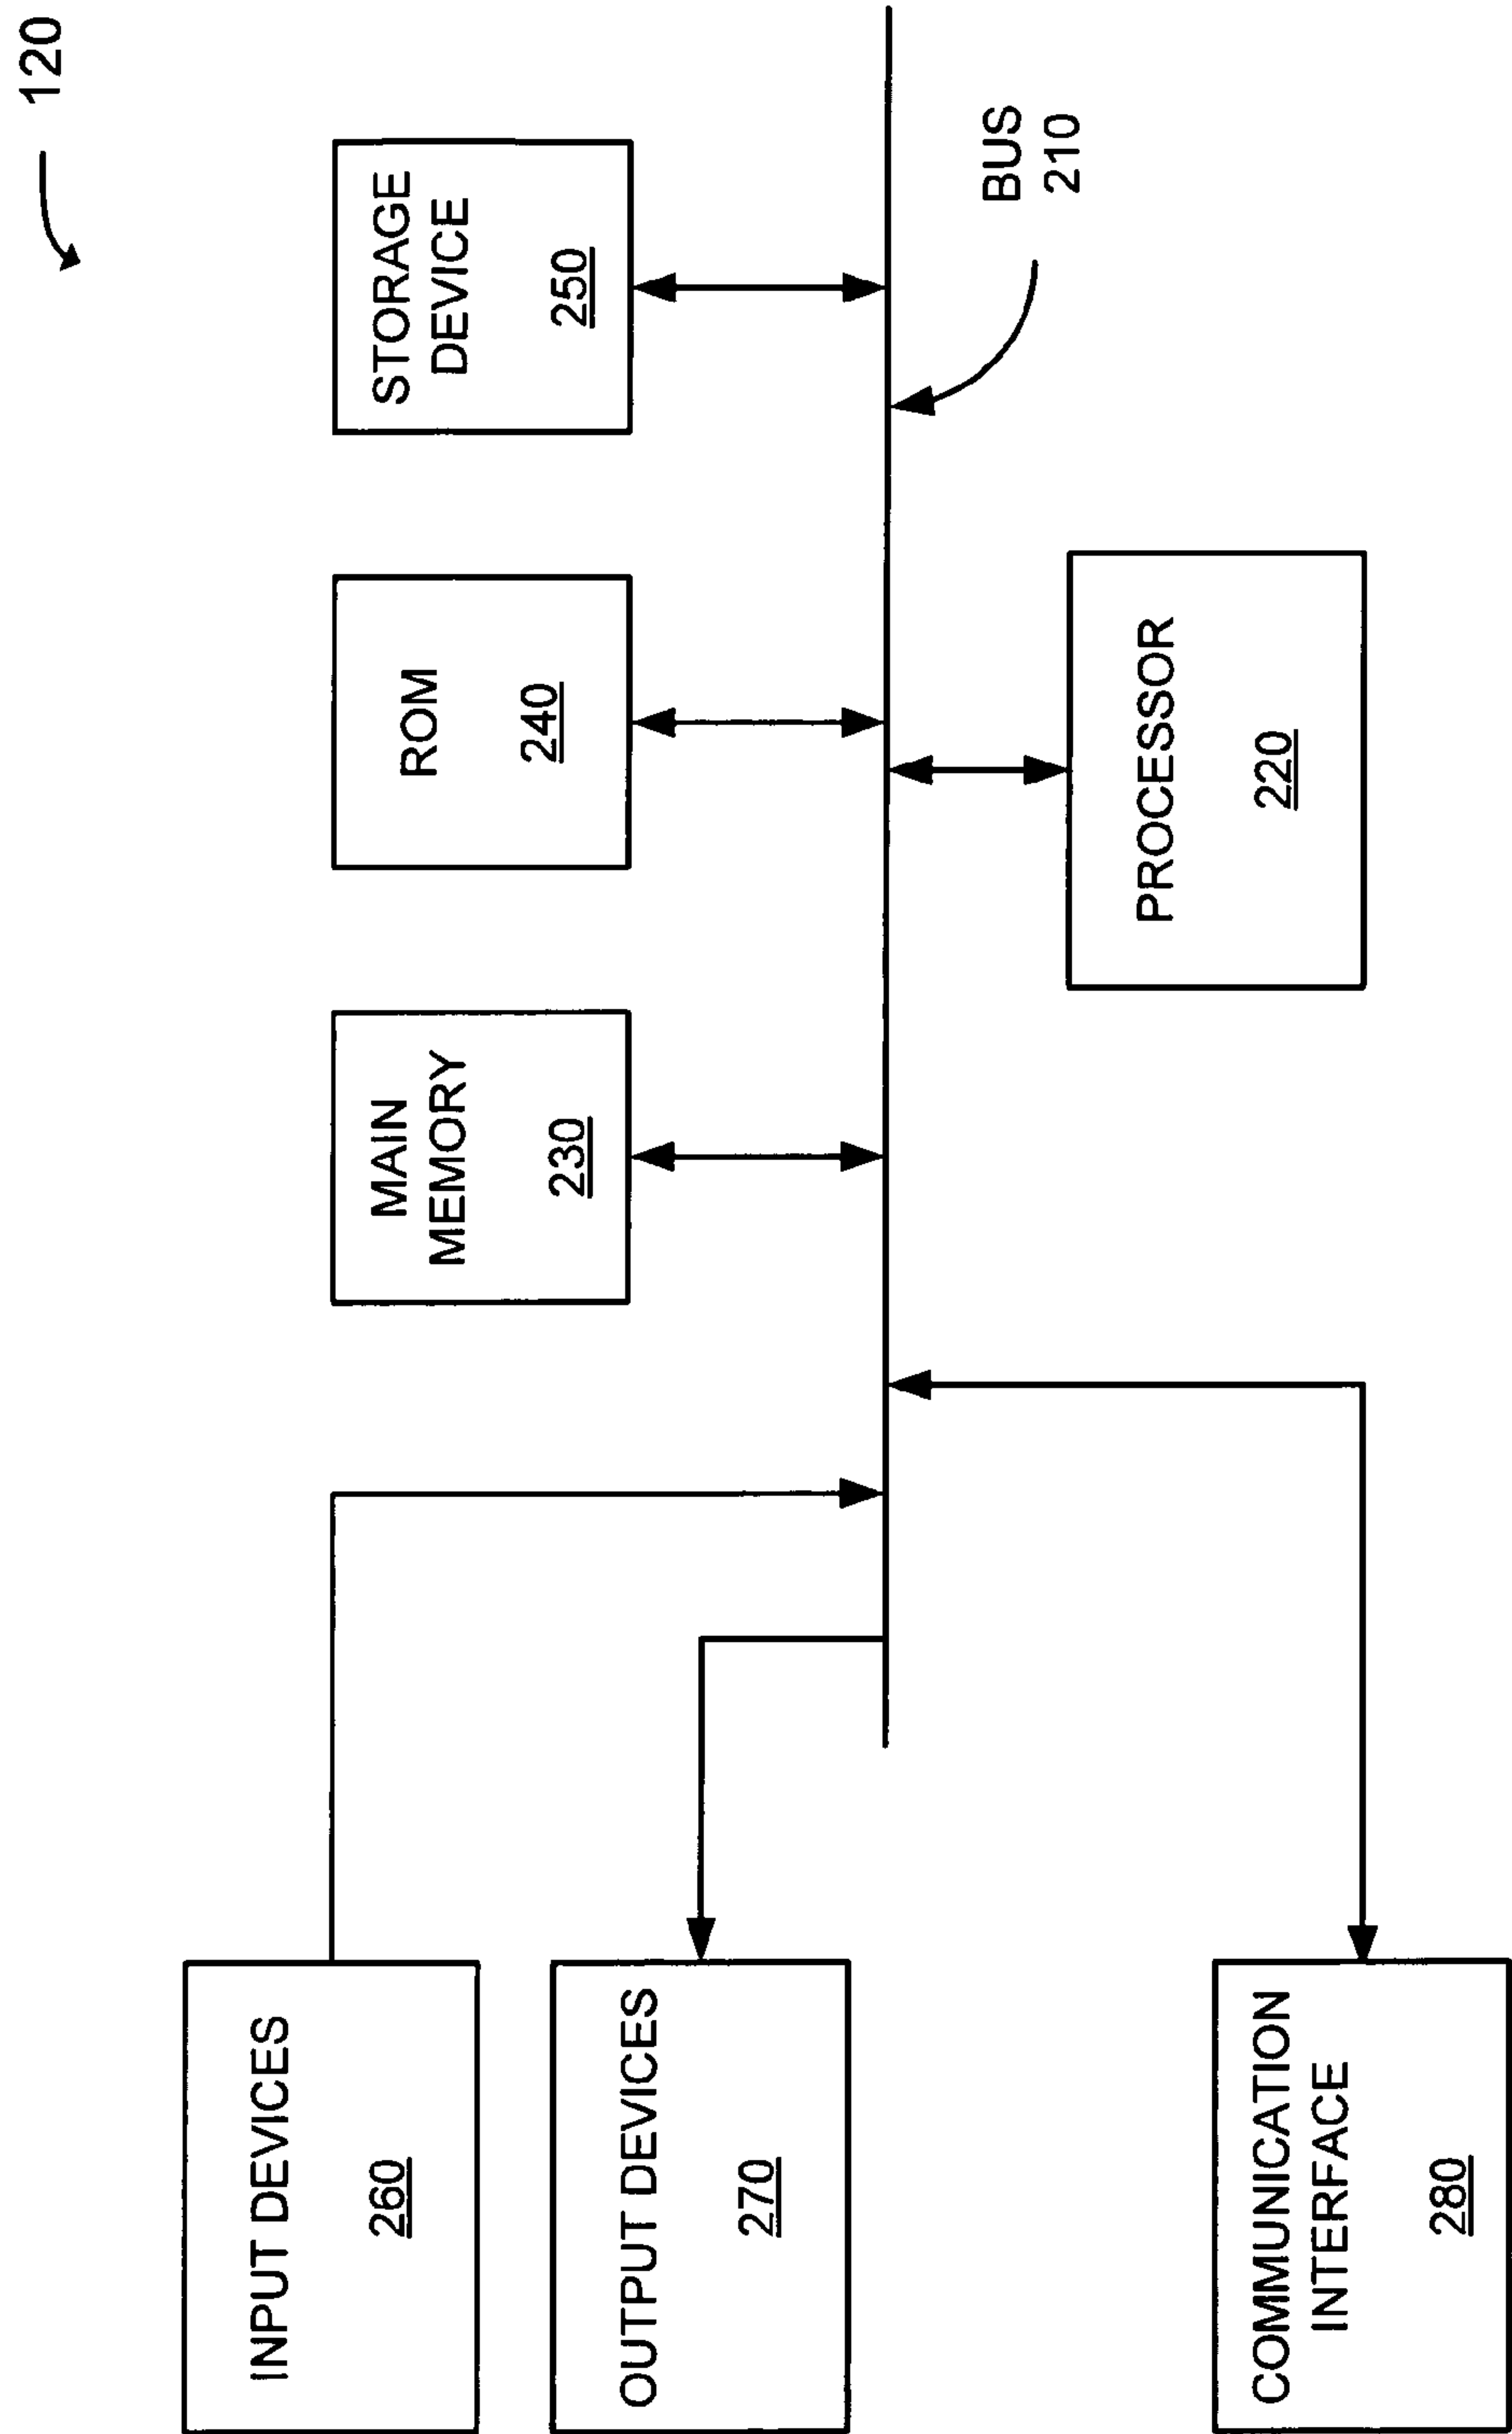 120
INPUT DEVICES
260
OUTPUT DEVICES
270
COMMUNICATION
INTERFACE
280
MAIN
MEMORY
230
ROM
240
STORAGE
DEVICE
250
PROCESSOR
220
BUS
210